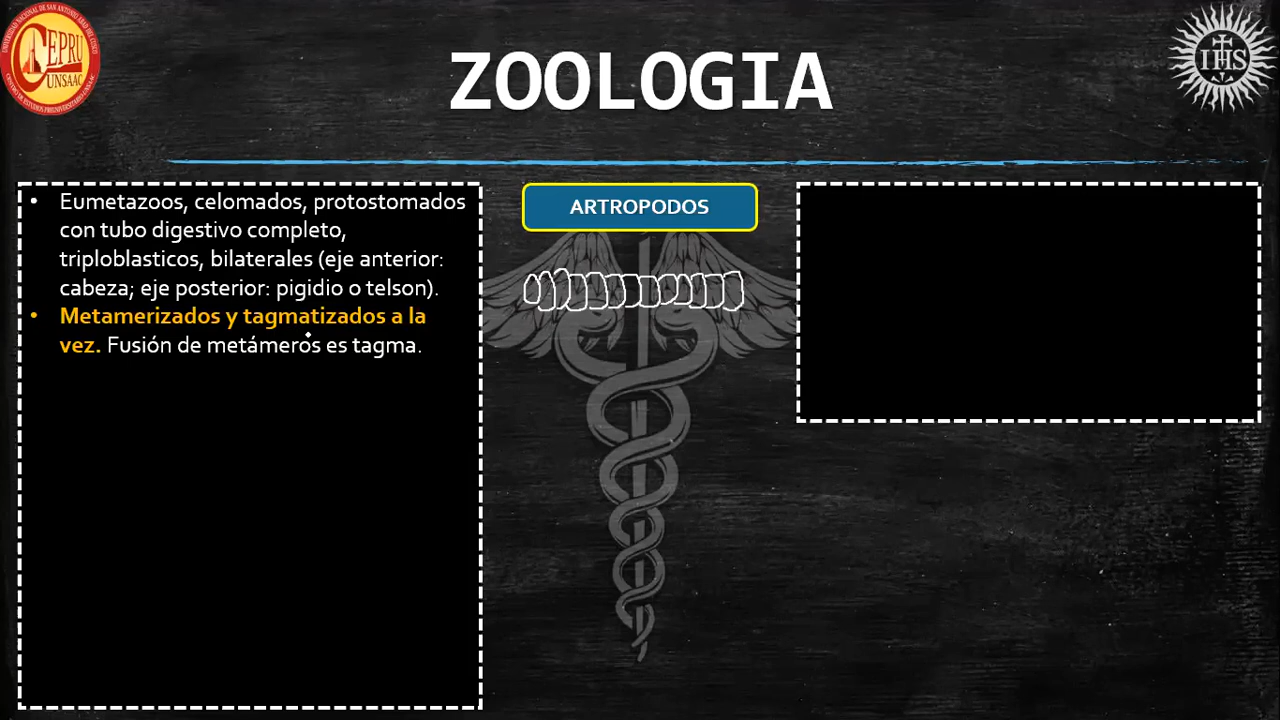 CEPRU
UNSAAC
ZOOLOGIA
IHS
• Eumetazoos, celomados, protostomados
con tubo digestivo completo,
triploblasticos, bilaterales (eje anterior:
cabeza; eje posterior: pigidio o telson).
• Metamerizados y tagmatizados a la
vez. Fusión de metámeros es tagma.
ARTROPODOS